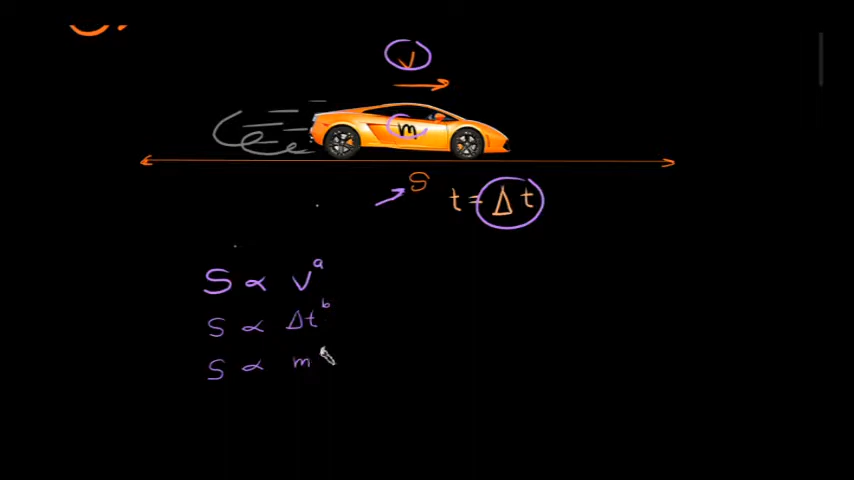 v
m
S
t = Δt
S ∝ v^a
S ∝ Δt^b
S ∝ m